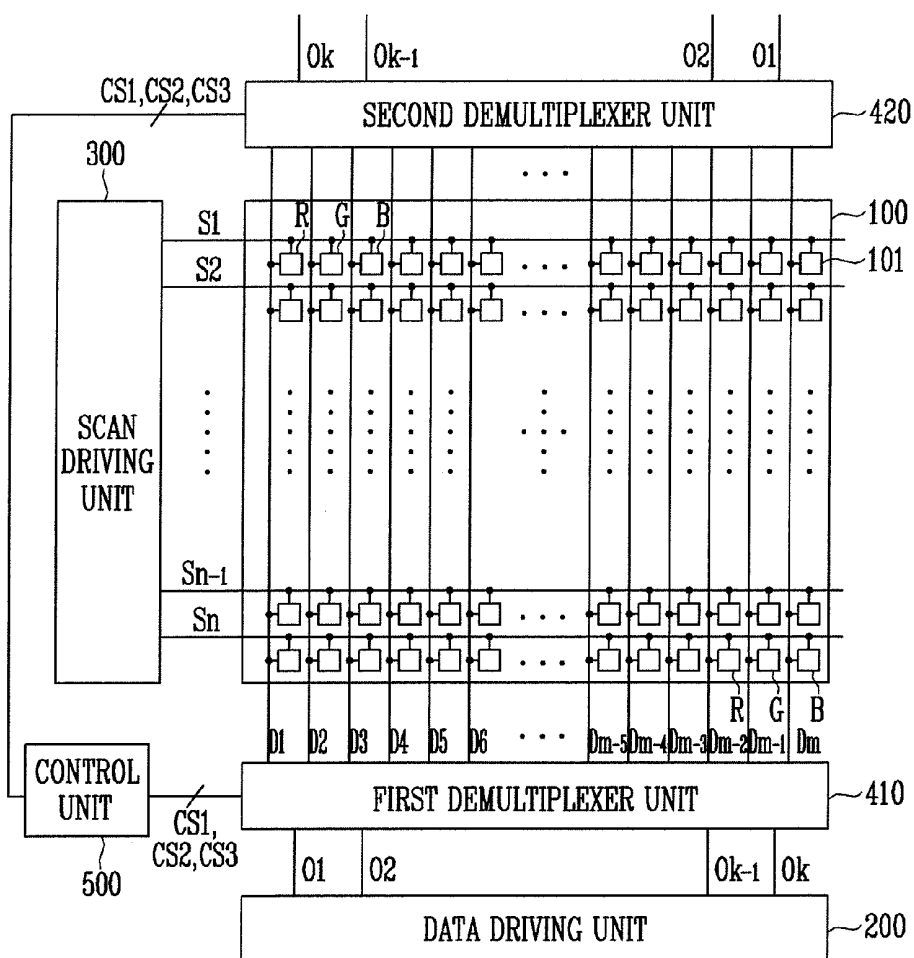 Ok Ok-1 O2 O1
CS1,CS2,CS3
SECOND DEMULTIPLEXER UNIT
420
300
100
S1 R G B
101
S2
SCAN
DRIVING
UNIT
Sn-1
Sn
R G B
D1 D2 D3 D4 D5 D6 Dm-5 Dm-4 Dm-3 Dm-2 Dm-1 Dm
CONTROL
UNIT
FIRST DEMULTIPLEXER UNIT
410
CS1,
CS2,CS3
500
O1 O2 Ok-1 Ok
DATA DRIVING UNIT
200